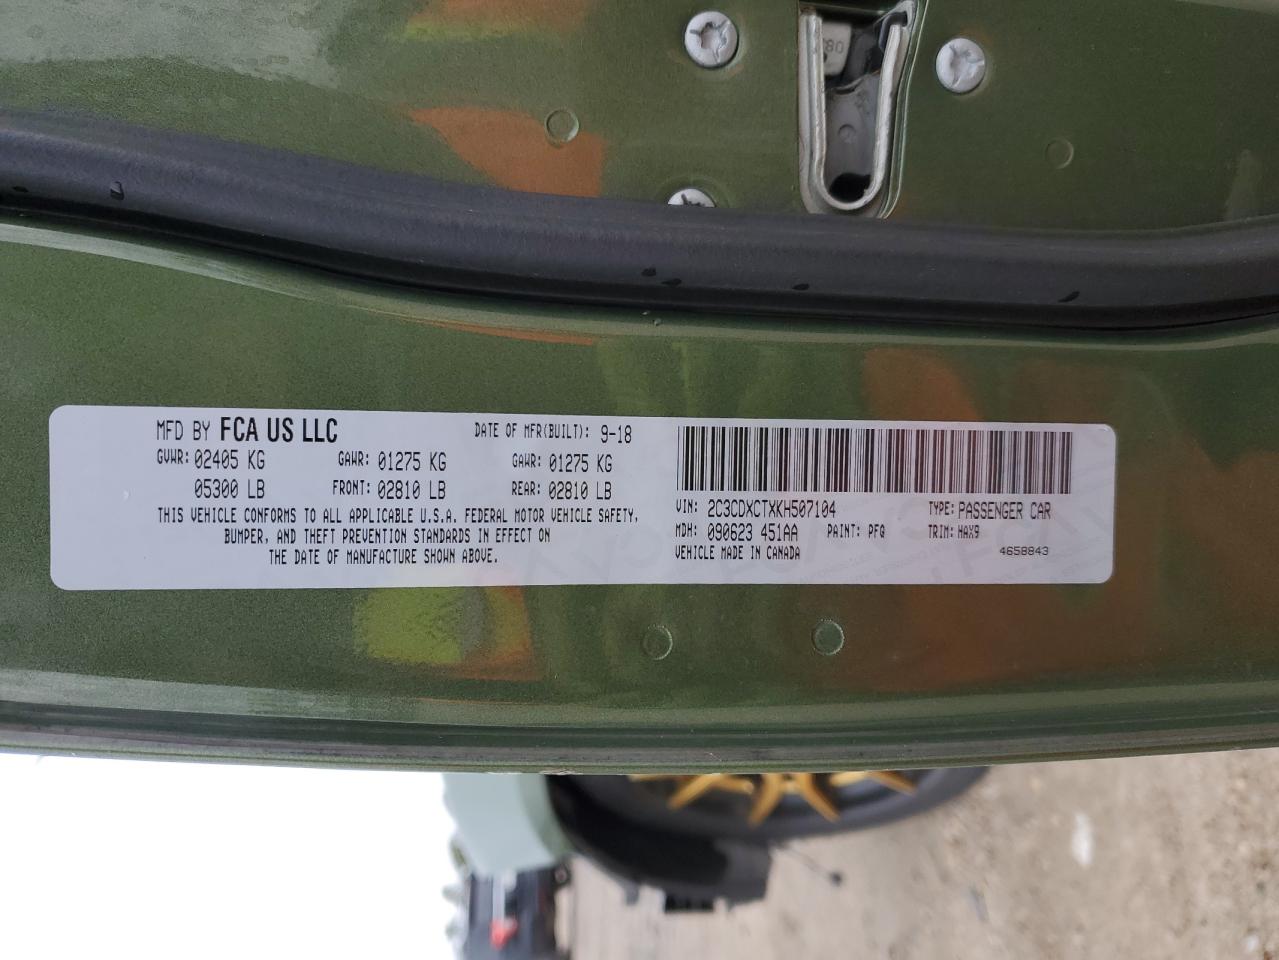 80
MFD BY FCA US LLC DATE OF MFR(BUILT): 9-18
GVWR: 02405 KG GAWR: 01275 KG GAWR: 01275 KG
05300 LB FRONT: 02810 LB REAR: 02810 LB
THIS VEHICLE CONFORMS TO ALL APPLICABLE U.S.A. FEDERAL MOTOR VEHICLE SAFETY,
BUMPER, AND THEFT PREVENTION STANDARDS IN EFFECT ON
THE DATE OF MANUFACTURE SHOWN ABOVE.
VIN: 2C3CDXCTXKH507104 TYPE: PASSENGER CAR
MDH: 090623 451AA PAINT: PFG TRIM: HAX9
VEHICLE MADE IN CANADA 4658843